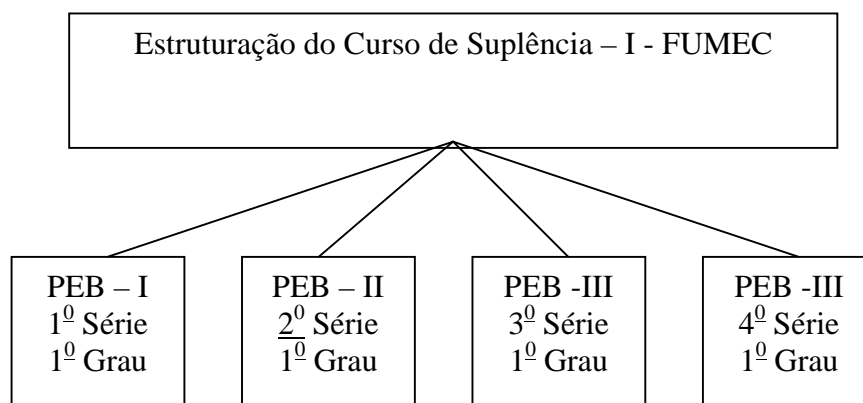 Estruturação do Curso de Suplência – I - FUMEC
PEB – I
1º Série
1º Grau
PEB – II
2º Série
1º Grau
PEB -III
3º Série
1º Grau
PEB -III
4º Série
1º Grau